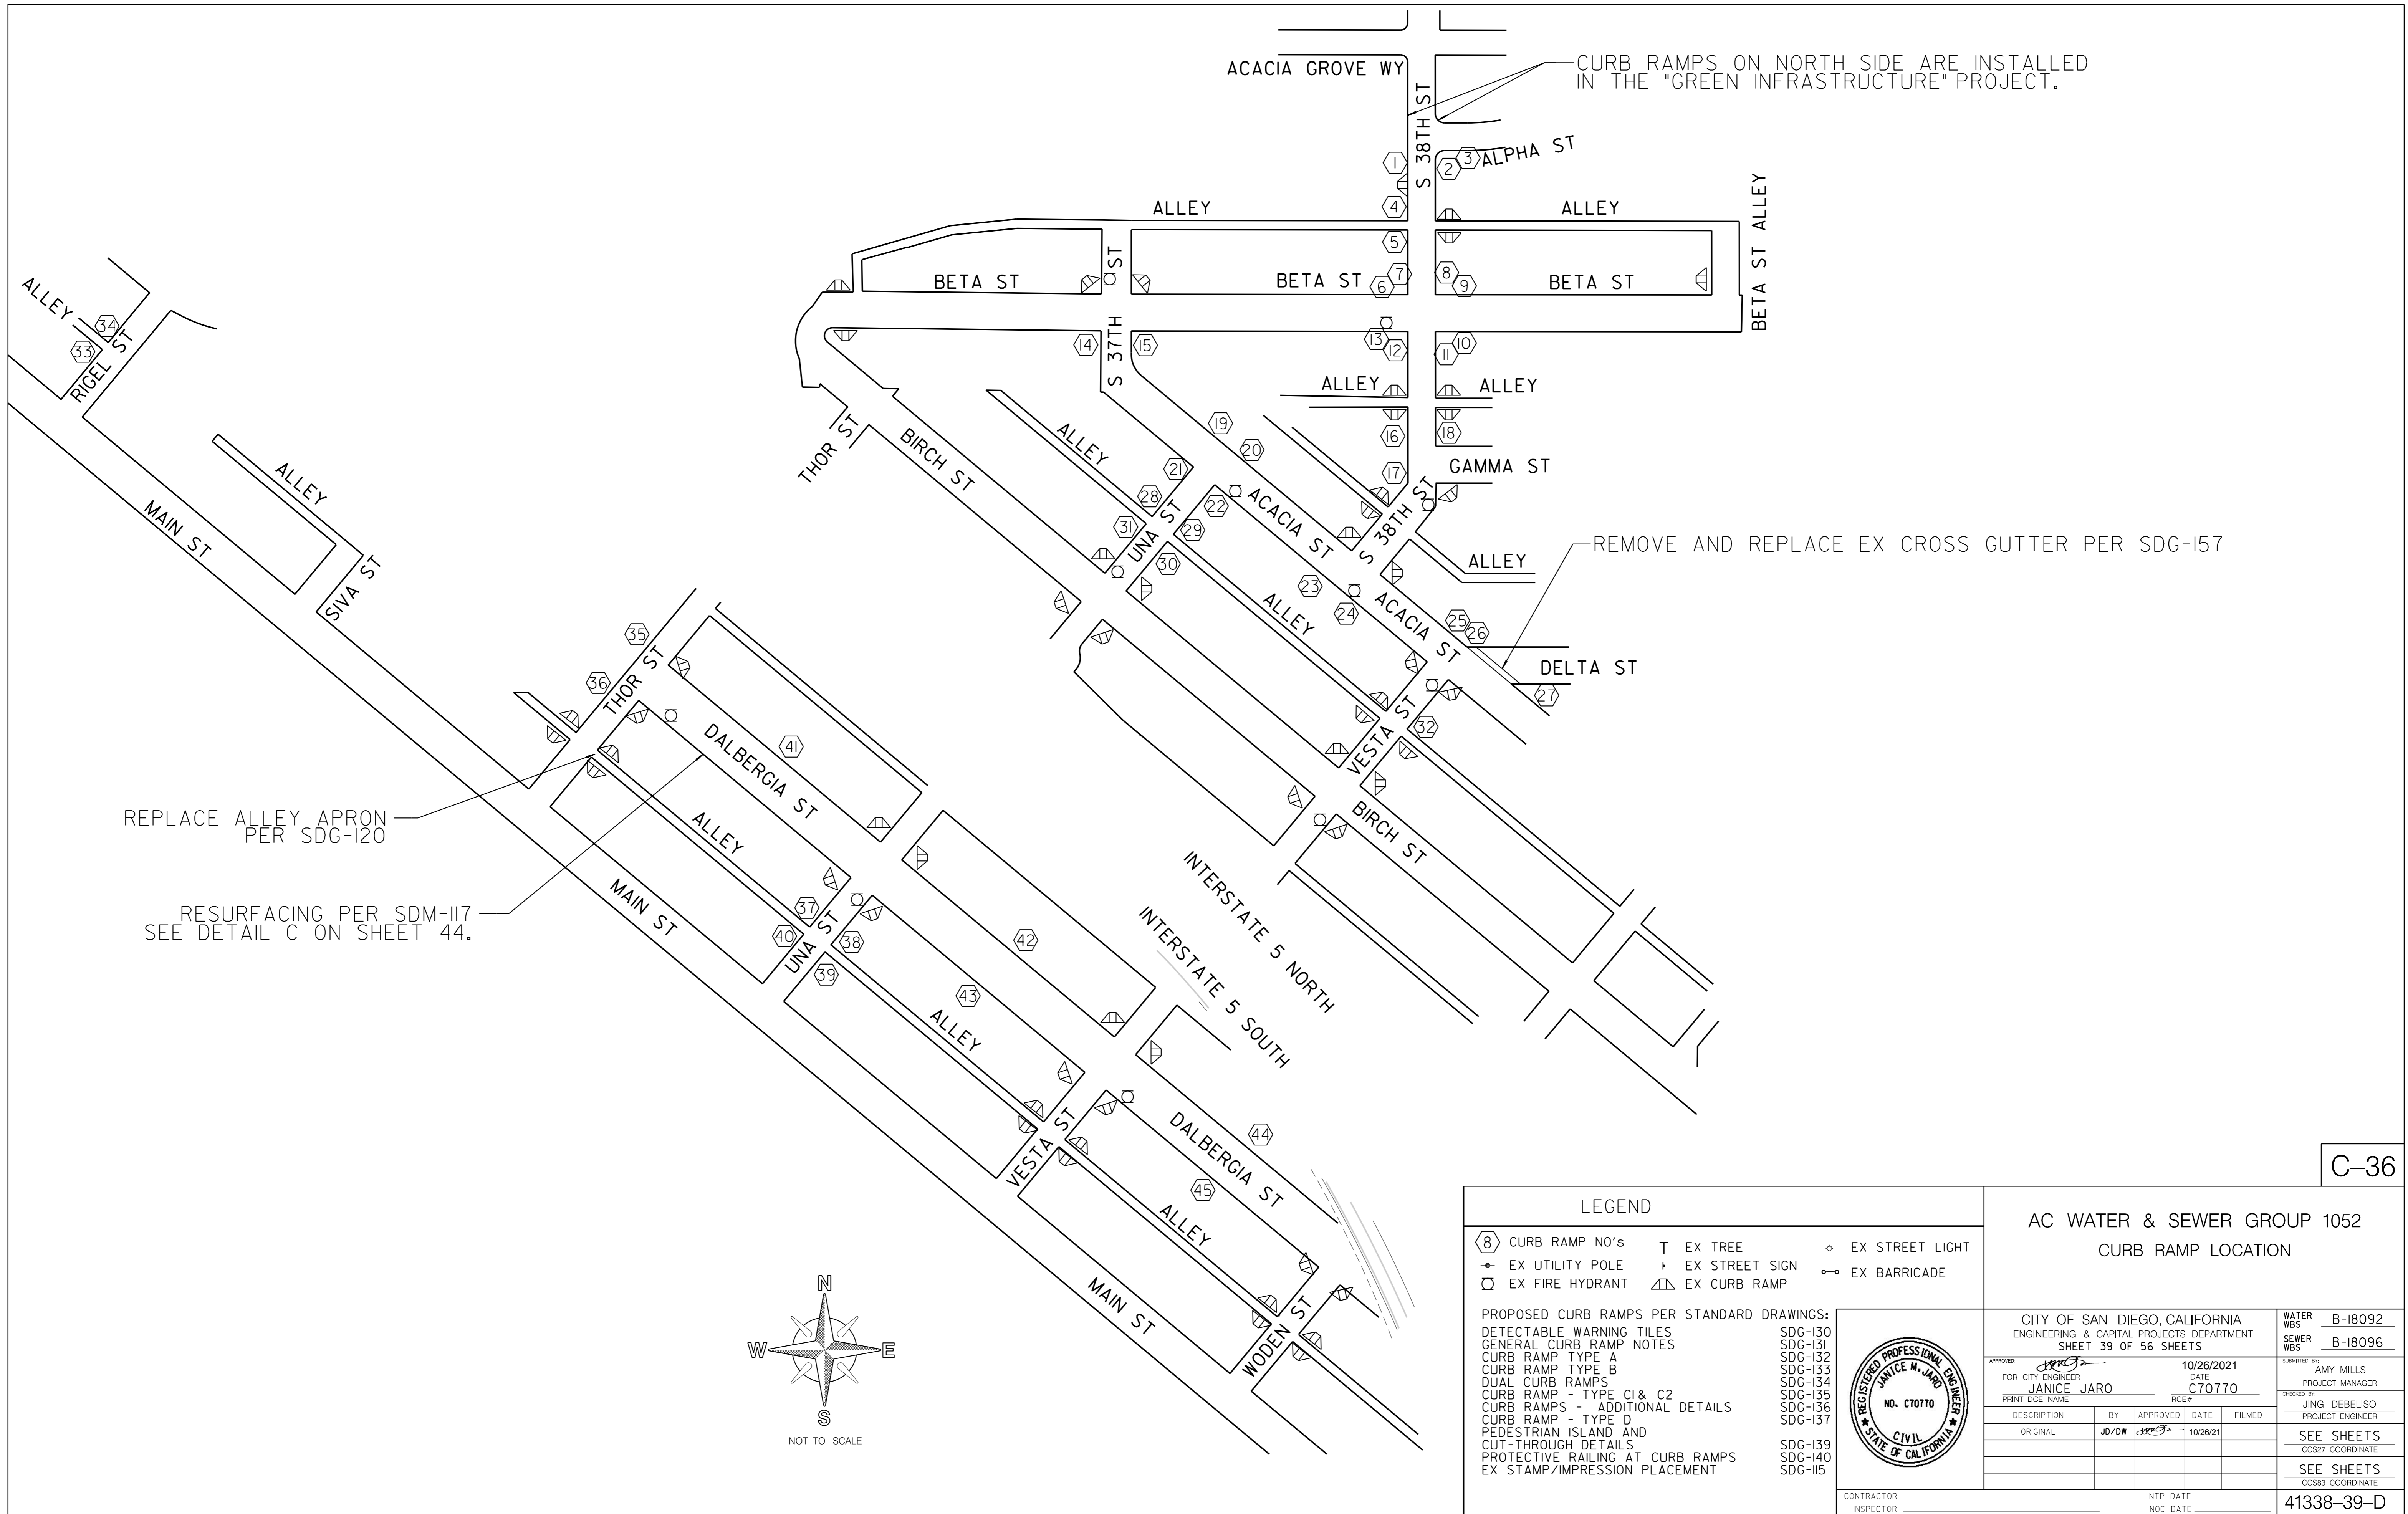 ACACIA GROVE WY
CURB RAMPS ON NORTH SIDE ARE INSTALLED
IN THE "GREEN INFRASTRUCTURE" PROJECT.
S 38TH ST
ALPHA ST
1
2
3
4
ALLEY
ALLEY
BETA ST ALLEY
5
ST
BETA ST
BETA ST
6
7
8
9
BETA ST
ALLEY
34
33
RIGEL ST
S 37TH
14
15
13
12
11
10
ALLEY
ALLEY
THOR ST
BIRCH ST
ALLEY
19
20
16
18
17
GAMMA ST
21
28
31
UNA ST
22
29
30
ACACIA ST
S 38TH ST
ALLEY
REMOVE AND REPLACE EX CROSS GUTTER PER SDG-157
ALLEY
MAIN ST
SIVA ST
23
24
ALLEY
ACACIA ST
25
26
DELTA ST
27
35
36
THOR ST
VESTA ST
32
BIRCH ST
41
DALBERGIA ST
REPLACE ALLEY APRON
PER SDG-120
ALLEY
RESURFACING PER SDM-117
SEE DETAIL C ON SHEET 44.
MAIN ST
37
40
UNA ST
38
39
42
43
ALLEY
INTERSTATE 5 NORTH
INTERSTATE 5 SOUTH
VESTA ST
44
DALBERGIA ST
45
ALLEY
MAIN ST
WODEN ST
N
W
E
S
NOT TO SCALE
C-36
LEGEND
8 CURB RAMP NO's
EX UTILITY POLE
EX FIRE HYDRANT
EX TREE
EX STREET SIGN
EX CURB RAMP
EX STREET LIGHT
EX BARRICADE
PROPOSED CURB RAMPS PER STANDARD DRAWINGS:
DETECTABLE WARNING TILES SDG-130
GENERAL CURB RAMP NOTES SDG-131
CURB RAMP TYPE A SDG-132
CURB RAMP TYPE B SDG-133
DUAL CURB RAMPS SDG-134
CURB RAMP - TYPE C1 & C2 SDG-135
CURB RAMPS - ADDITIONAL DETAILS SDG-136
CURB RAMP - TYPE D SDG-137
PEDESTRIAN ISLAND AND
CUT-THROUGH DETAILS SDG-139
PROTECTIVE RAILING AT CURB RAMPS SDG-140
EX STAMP/IMPRESSION PLACEMENT SDG-115
REGISTERED PROFESSIONAL ENGINEER
JANICE M. JARO
NO. C70770
CIVIL
STATE OF CALIFORNIA
AC WATER & SEWER GROUP 1052
CURB RAMP LOCATION
CITY OF SAN DIEGO, CALIFORNIA
ENGINEERING & CAPITAL PROJECTS DEPARTMENT
SHEET 39 OF 56 SHEETS
APPROVED:
10/26/2021
FOR CITY ENGINEER DATE
JANICE JARO C70770
PRINT DCE NAME RCE#
DESCRIPTION BY APPROVED DATE FILMED
ORIGINAL JD/DW 10/26/21
WATER WBS B-18092
SEWER WBS B-18096
SUBMITTED BY:
AMY MILLS
PROJECT MANAGER
CHECKED BY:
JING DEBELISO
PROJECT ENGINEER
SEE SHEETS
CCS27 COORDINATE
SEE SHEETS
CCS83 COORDINATE
CONTRACTOR
INSPECTOR
NTP DATE
NOC DATE
41338-39-D